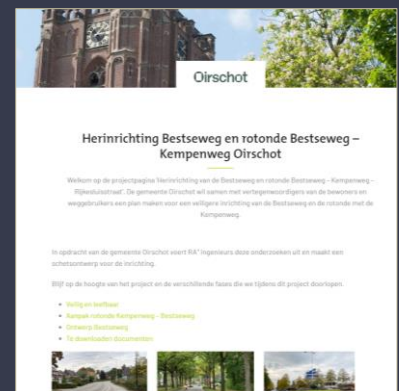 Oirschot
Herinrichting Bestseweg en rotonde Bestseweg –
Kempenweg Oirschot
Welkom op de projectpagina 'Herinrichting van de Bestseweg en rotonde Bestseweg - Kempenweg -
Rijkesluisstraat'. De gemeente Oirschot wil samen met vertegenwoordigers van de bewoners en
weggebruikers een plan maken voor een veiligere inrichting van de Bestseweg en de rotonde met de
Kempenweg.
In opdracht van de gemeente Oirschot voert RA° Ingenieurs deze onderzoeken uit en maakt een
schetsontwerp voor de inrichting.
Blijf op de hoogte van het project en de verschillende fases die we tijdens dit project doorlopen.
Veilig en leefbaar
Aanpak rotonde Kempenweg – Bestseweg
Ontwerp Bestseweg
Te downloaden documenten